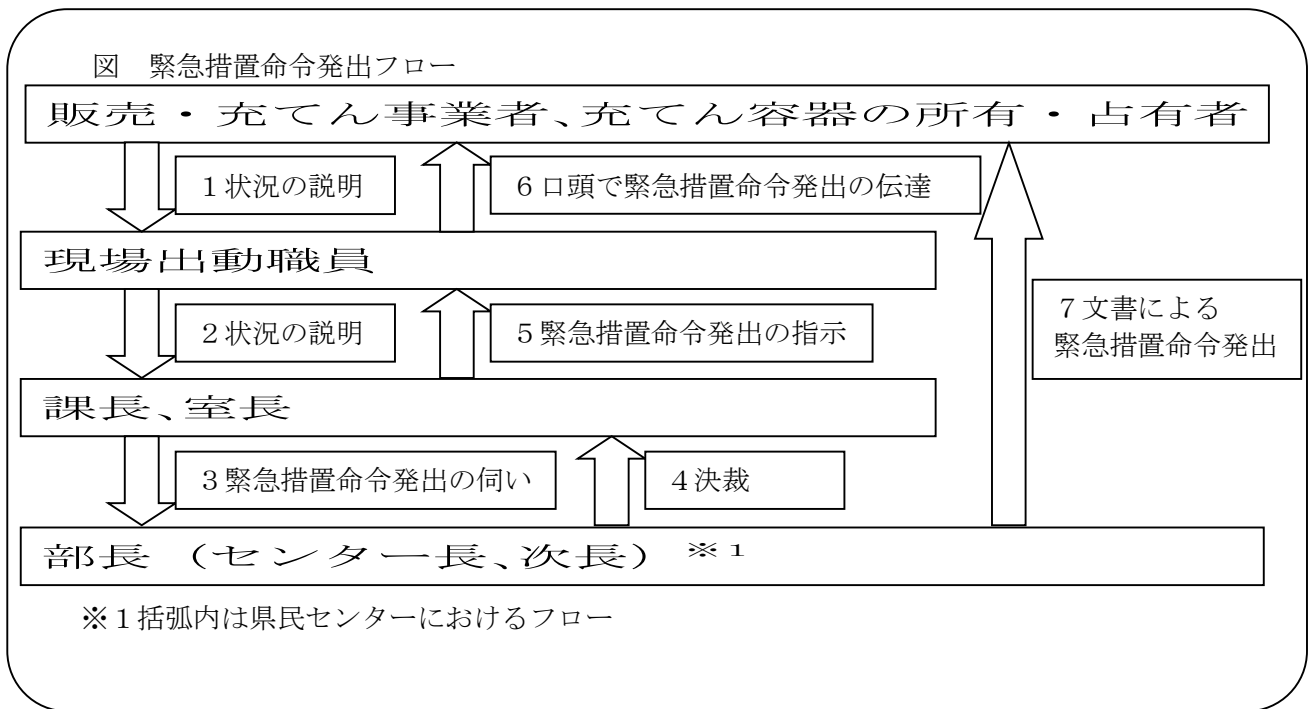 図　緊急措置命令発出フロー
販売・充てん事業者、充てん容器の所有・占有者
１状況の説明
６口頭で緊急措置命令発出の伝達
現場出動職員
２状況の説明
５緊急措置命令発出の指示
７文書による
緊急措置命令発出
課長、室長
３緊急措置命令発出の伺い
４決裁
部長（センター長、次長）※１
※１括弧内は県民センターにおけるフロー